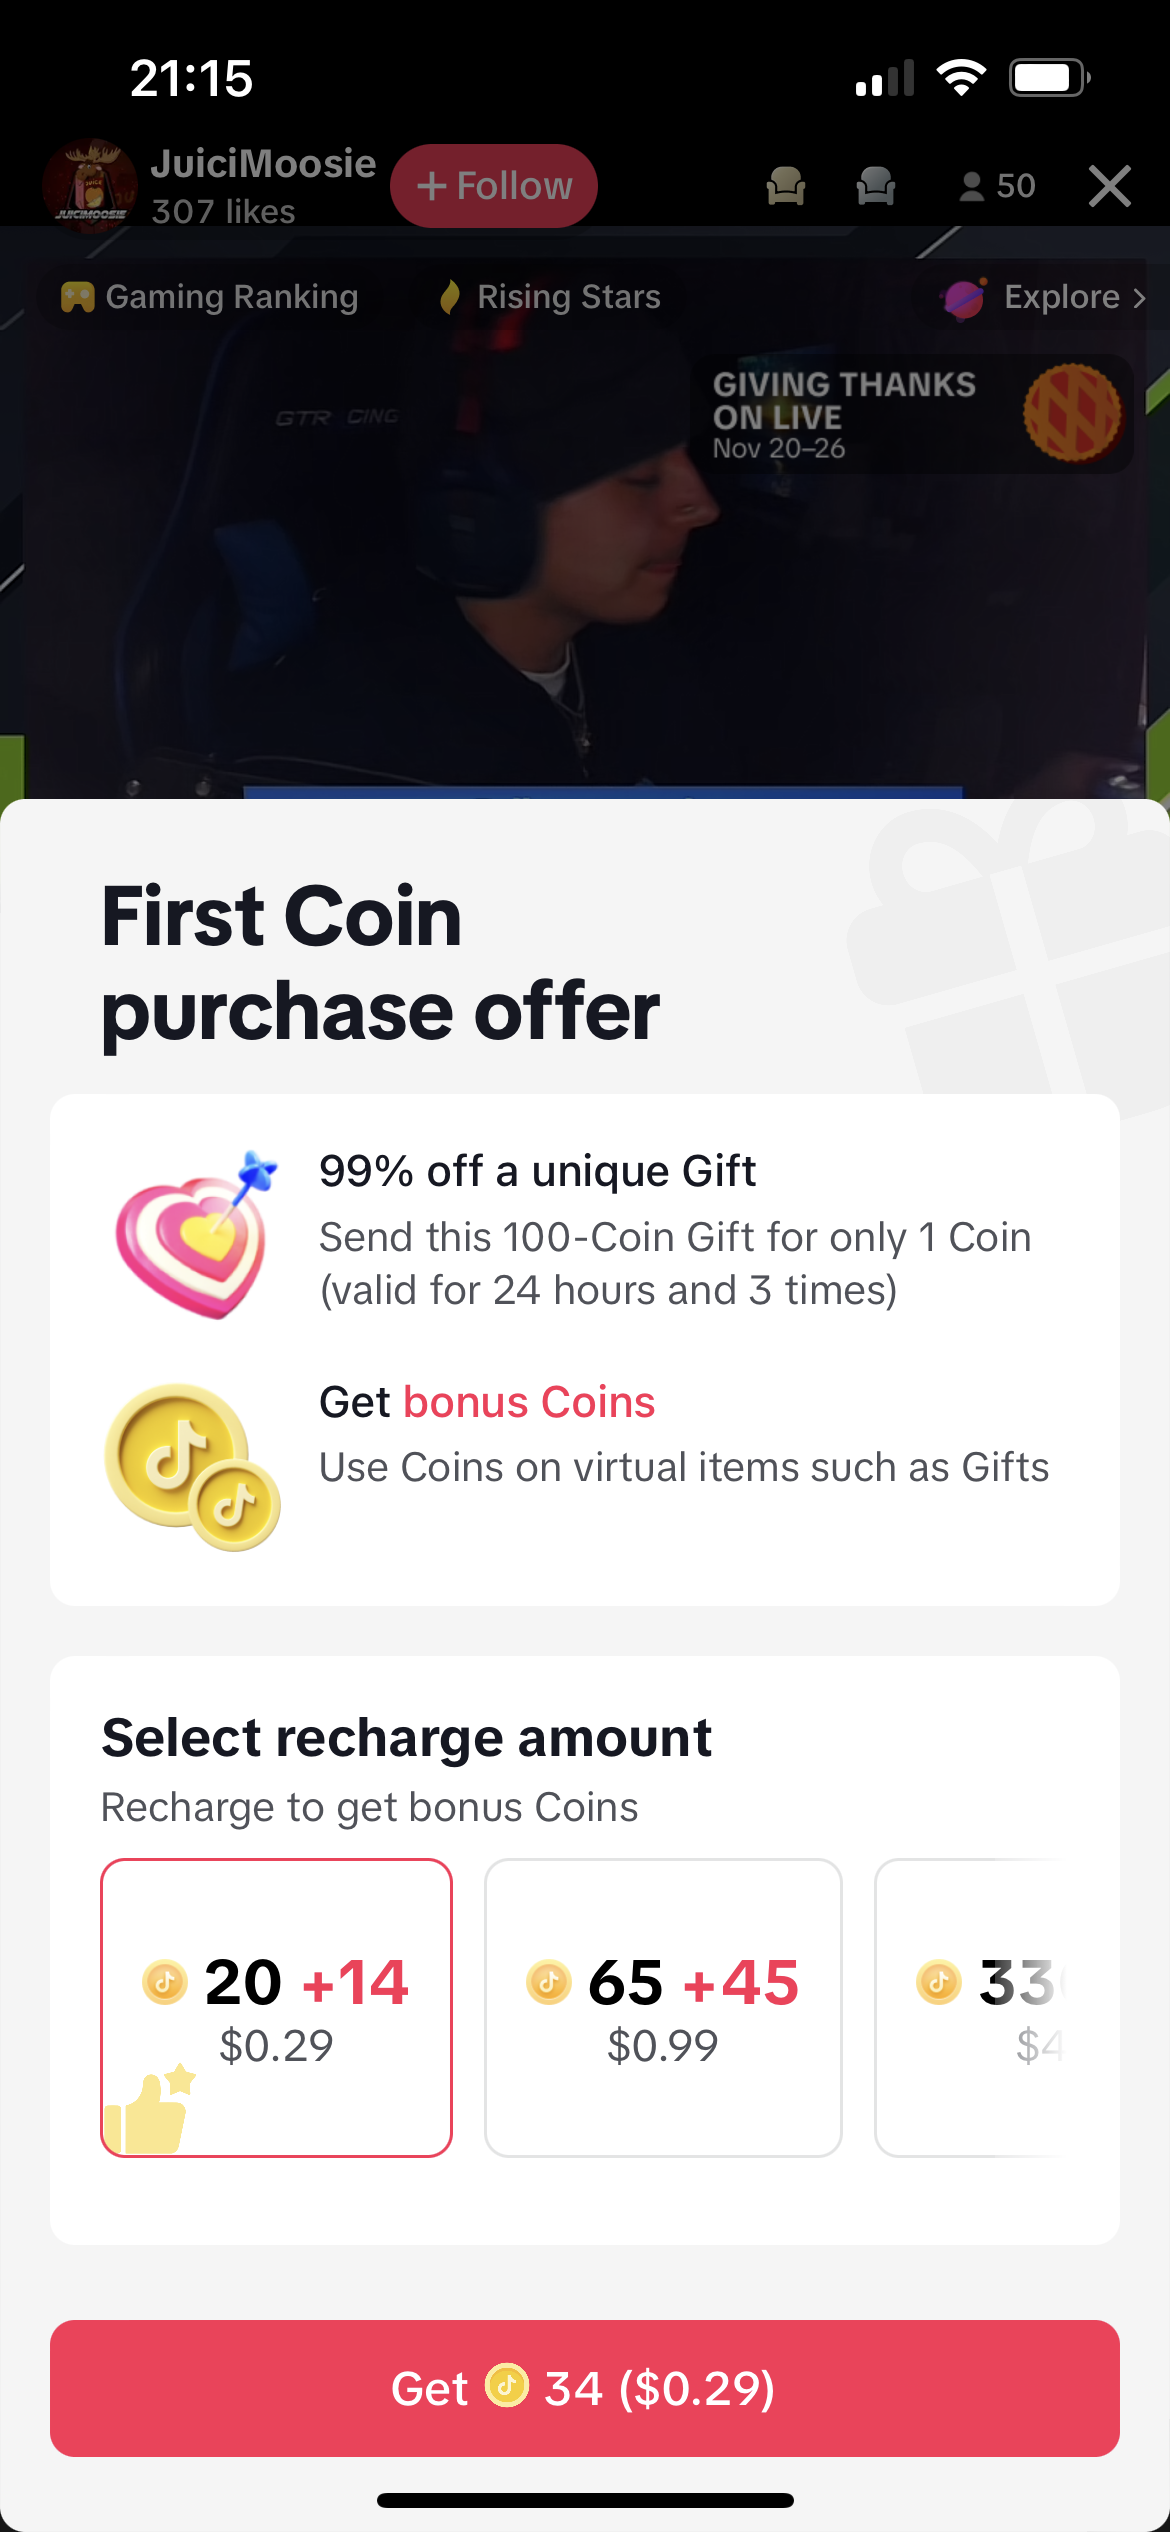 21:15
JuiciMoosie
307 likes
+ Follow
50
JUICE
JUICIMOOSIE
Gaming Ranking
Rising Stars
Explore >
GIVING THANKS
ON LIVE
Nov 20–26
GTR CING
First Coin
purchase offer
99% off a unique Gift
Send this 100-Coin Gift for only 1 Coin
(valid for 24 hours and 3 times)
Get bonus Coins
Use Coins on virtual items such as Gifts
Select recharge amount
Recharge to get bonus Coins
20 +14
$0.29
65 +45
$0.99
33
$4
Get 34 ($0.29)